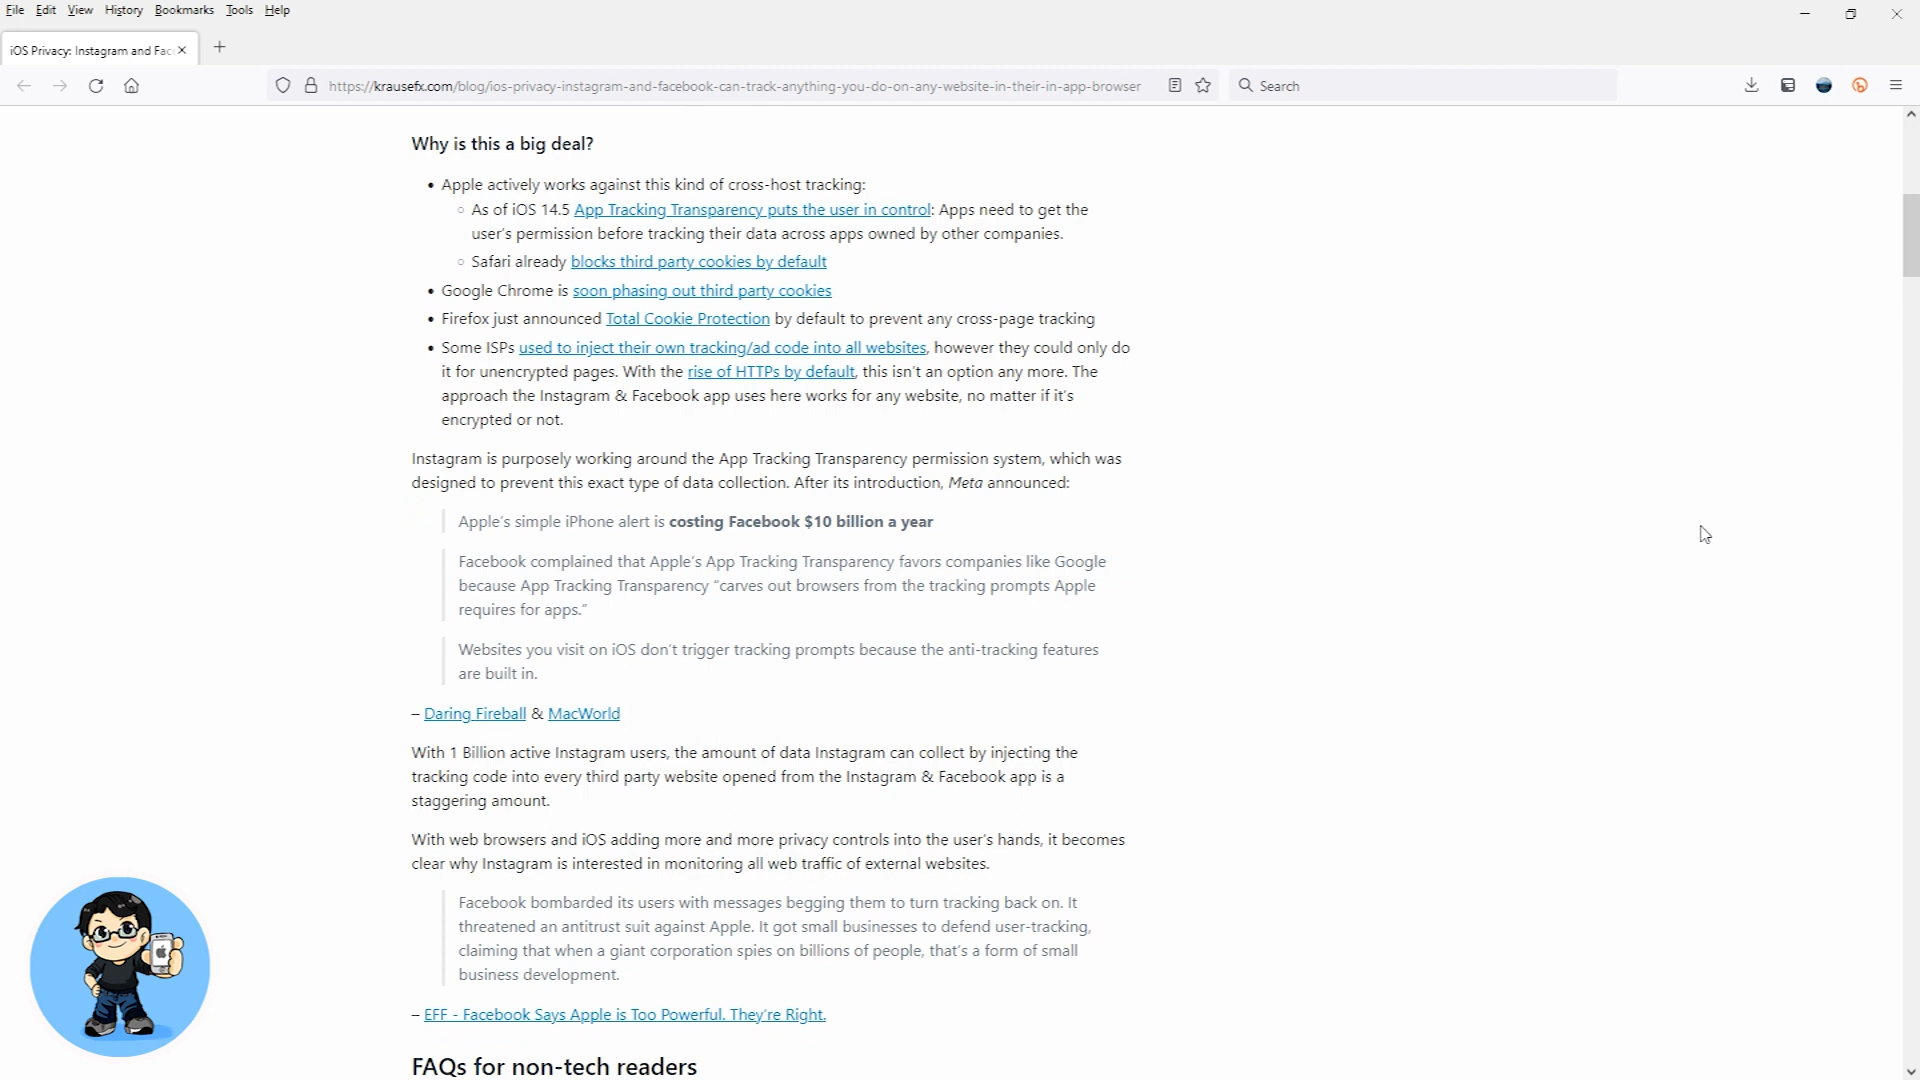 File Edit View History Bookmarks Tools Help
iOS Privacy: Instagram and Fac
https://krausefx.com/blog/ios-privacy-instagram-and-facebook-can-track-anything-you-do-on-any-website-in-their-in-app-browser
Search
Why is this a big deal?
• Apple actively works against this kind of cross-host tracking:
◦ As of iOS 14.5 App Tracking Transparency puts the user in control: Apps need to get the
user's permission before tracking their data across apps owned by other companies.
◦ Safari already blocks third party cookies by default
• Google Chrome is soon phasing out third party cookies
• Firefox just announced Total Cookie Protection by default to prevent any cross-page tracking
• Some ISPs used to inject their own tracking/ad code into all websites, however they could only do
it for unencrypted pages. With the rise of HTTPs by default, this isn't an option any more. The
approach the Instagram & Facebook app uses here works for any website, no matter if it's
encrypted or not.
Instagram is purposely working around the App Tracking Transparency permission system, which was
designed to prevent this exact type of data collection. After its introduction, Meta announced:
Apple's simple iPhone alert is costing Facebook $10 billion a year
Facebook complained that Apple's App Tracking Transparency favors companies like Google
because App Tracking Transparency "carves out browsers from the tracking prompts Apple
requires for apps."
Websites you visit on iOS don't trigger tracking prompts because the anti-tracking features
are built in.
– Daring Fireball & MacWorld
With 1 Billion active Instagram users, the amount of data Instagram can collect by injecting the
tracking code into every third party website opened from the Instagram & Facebook app is a
staggering amount.
With web browsers and iOS adding more and more privacy controls into the user's hands, it becomes
clear why Instagram is interested in monitoring all web traffic of external websites.
Facebook bombarded its users with messages begging them to turn tracking back on. It
threatened an antitrust suit against Apple. It got small businesses to defend user-tracking,
claiming that when a giant corporation spies on billions of people, that's a form of small
business development.
– EFF - Facebook Says Apple is Too Powerful. They're Right.
FAQs for non-tech readers